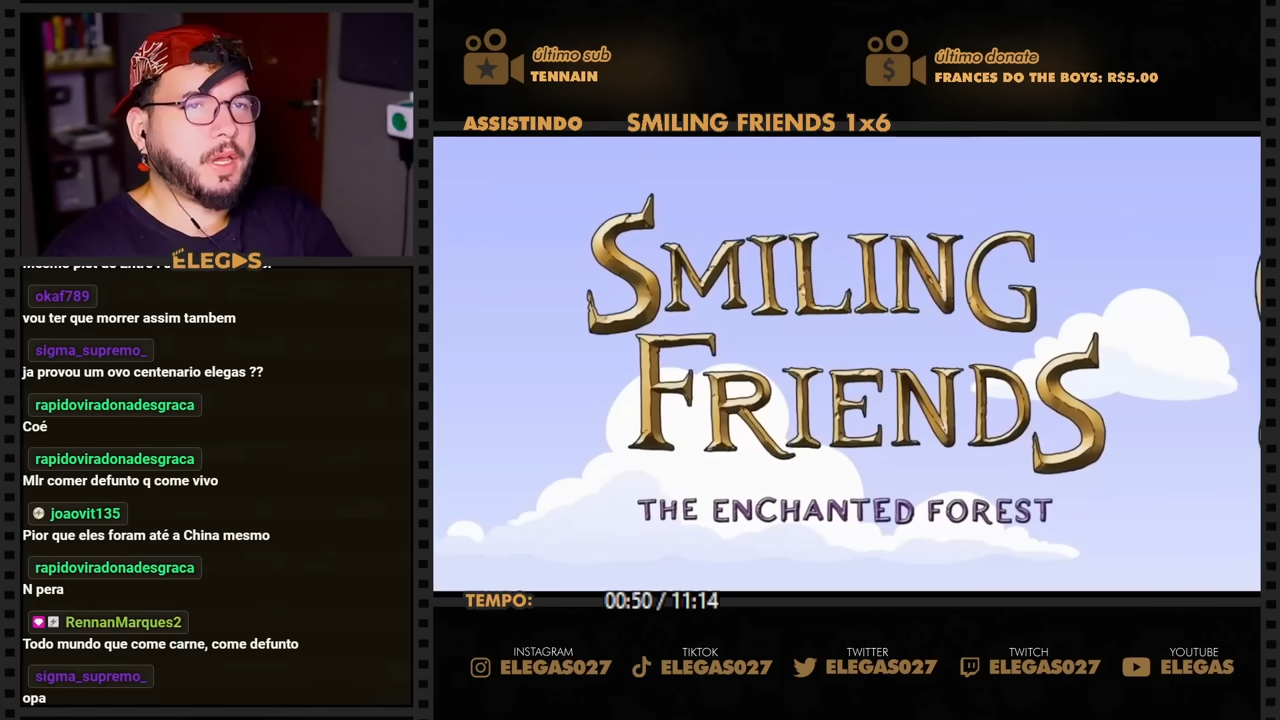 último sub
TENNAIN
último donate
FRANCES DO THE BOYS: R$5.00
ASSISTINDO SMILING FRIENDS 1x6
SMILING
FRIENDS
THE ENCHANTED FOREST
ELEGAS
okaf789
vou ter que morrer assim tambem
sigma_supremo_
ja provou um ovo centenario elegas ??
rapidoviradonadesgraca
Coé
rapidoviradonadesgraca
Mlr comer defunto q come vivo
joaovit135
Pior que eles foram até a China mesmo
rapidoviradonadesgraca
N pera
RennanMarques2
Todo mundo que come carne, come defunto
sigma_supremo_
opa
TEMPO: 00:50 / 11:14
INSTAGRAM
ELEGAS027
TIKTOK
ELEGAS027
TWITTER
ELEGAS027
TWITCH
ELEGAS027
YOUTUBE
ELEGAS